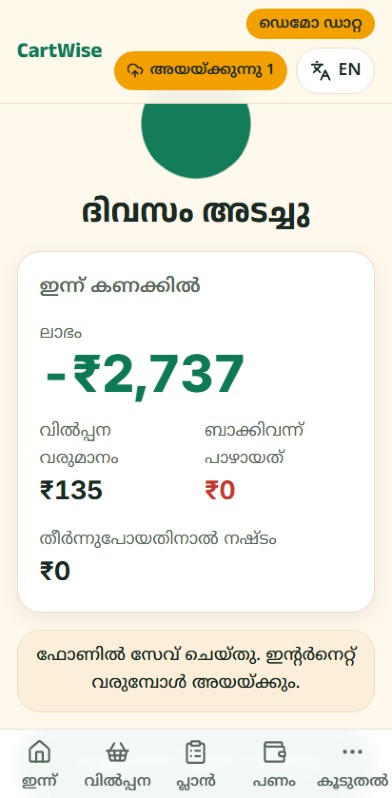 ഡെമോ ഡാറ്റ
CartWise
അയയ്ക്കുന്നു 1
EN
ദിവസം അടച്ചു
ഇന്ന് കണക്കിൽ
ലാഭം
-₹2,737
വിൽപ്പന വരുമാനം
₹135
ബാക്കിവന്ന് പാഴായത്
₹0
തീർന്നുപോയതിനാൽ നഷ്ടം
₹0
ഫോണിൽ സേവ് ചെയ്തു. ഇന്റർനെറ്റ്
വരുമ്പോൾ അയയ്ക്കും.
ഇന്ന്
വിൽപ്പന
പ്ലാൻ
പണം
കൂടുതൽ